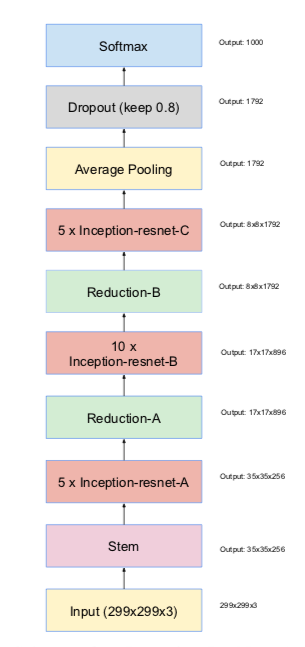 Softmax
Output: 1000
Dropout (keep 0.8)
Output: 1792
Average Pooling
Output: 1792
5 x Inception-resnet-C
Output: 8x8x1792
Reduction-B
Output: 8x8x1792
10 x
Inception-resnet-B
Output: 17x17x896
Reduction-A
Output: 17x17x896
5 x Inception-resnet-A
Output: 35x35x256
Stem
Output: 35x35x256
Input (299x299x3)
299x299x3